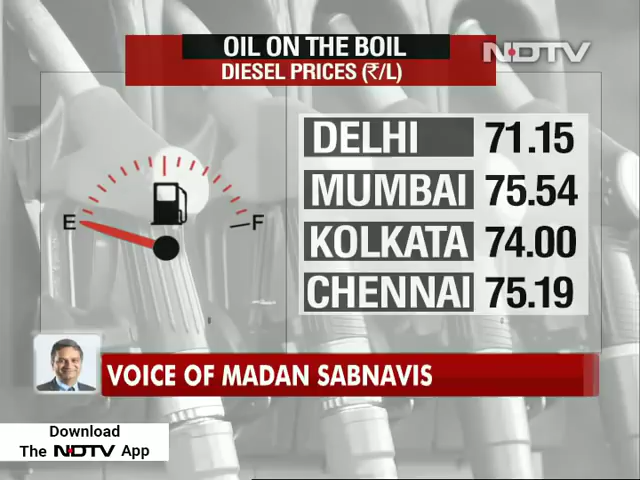 OIL ON THE BOIL
NDTV
DIESEL PRICES (₹/L)
DELHI 71.15
MUMBAI 75.54
KOLKATA 74.00
CHENNAI 75.19
E F
VOICE OF MADAN SABNAVIS
Download
The NDTV App